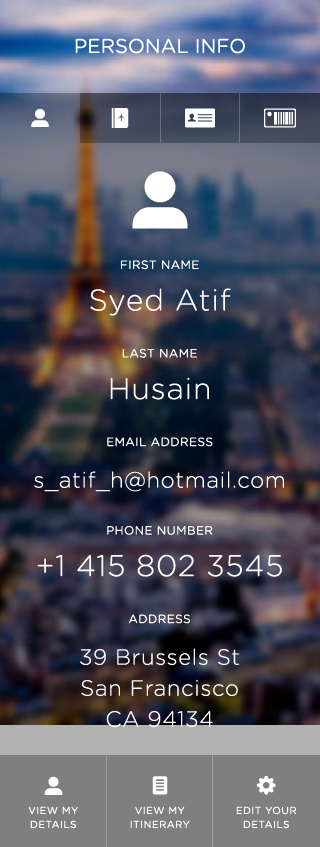 PERSONAL INFO
FIRST NAME
Syed Atif
LAST NAME
Husain
EMAIL ADDRESS
s_atif_h@hotmail.com
PHONE NUMBER
+1 415 802 3545
ADDRESS
39 Brussels St
San Francisco
CA 94134
VIEW MY
DETAILS
VIEW MY
ITINERARY
EDIT YOUR
DETAILS